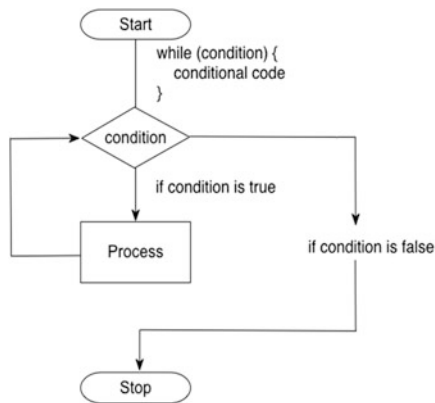 Start
while (condition) {
conditional code
}
condition
if condition is true
Process
if condition is false
Stop